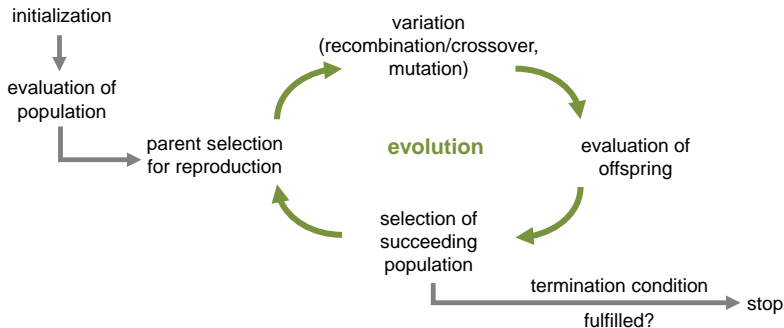 initialization
evaluation of
population
parent selection
for reproduction
variation
(recombination/crossover,
mutation)
evolution
evaluation of
offspring
selection of
succeeding
population
termination condition
fulfilled?
stop